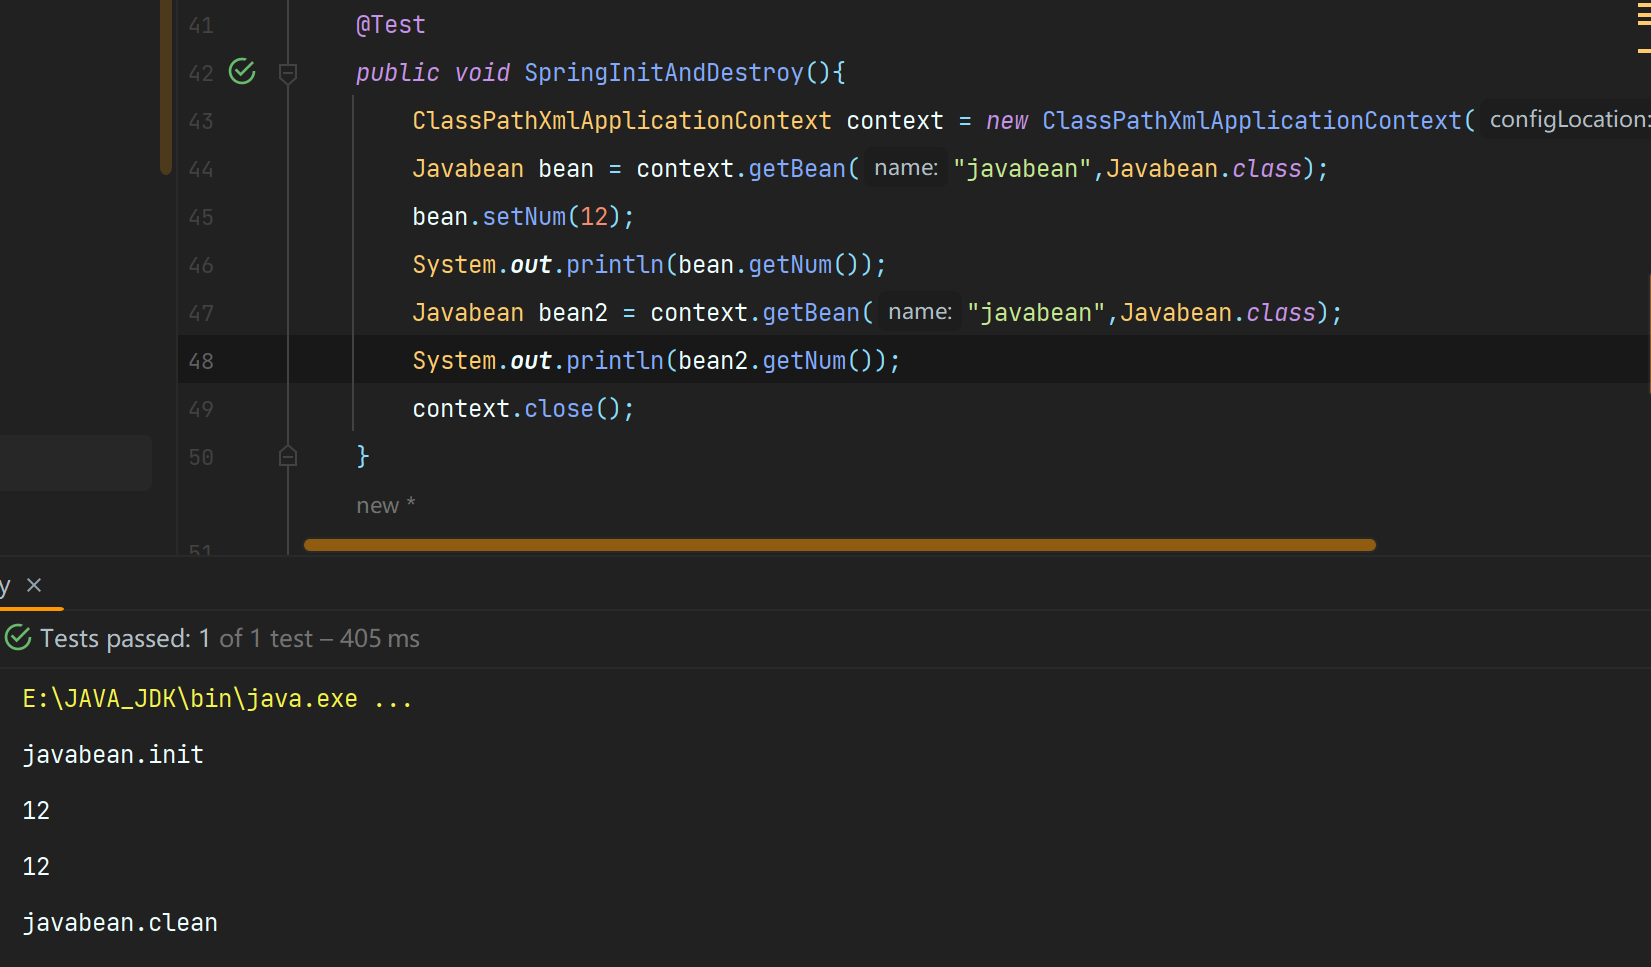 41 @Test
42 public void SpringInitAndDestroy(){
43 ClassPathXmlApplicationContext context = new ClassPathXmlApplicationContext( configLocation:
44 Javabean bean = context.getBean( name: "javabean",Javabean.class);
45 bean.setNum(12);
46 System.out.println(bean.getNum());
47 Javabean bean2 = context.getBean( name: "javabean",Javabean.class);
48 System.out.println(bean2.getNum());
49 context.close();
50 }
new *
51
y ×
Tests passed: 1 of 1 test – 405 ms
E:\JAVA_JDK\bin\java.exe ...
javabean.init
12
12
javabean.clean